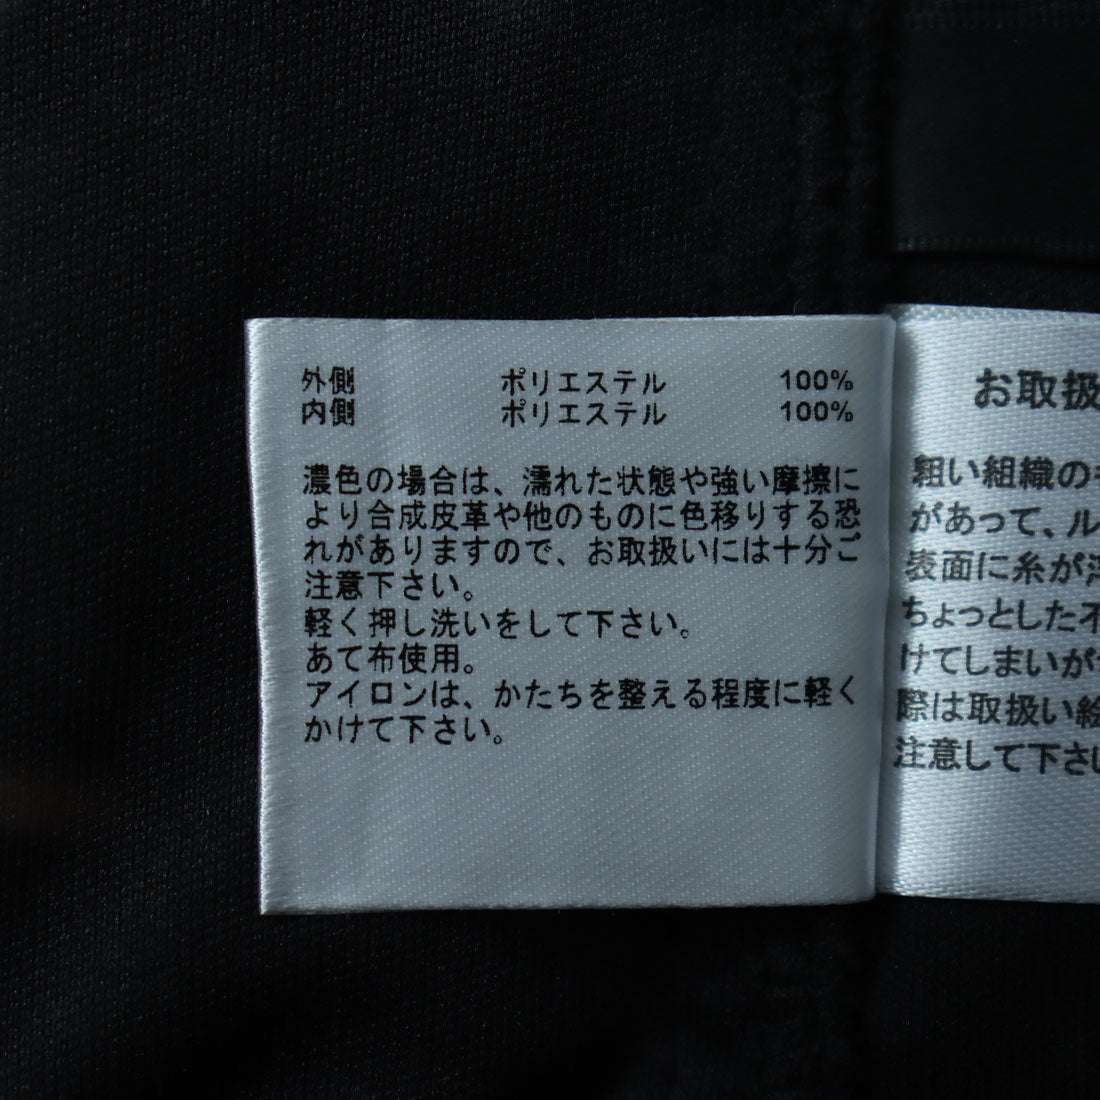 外側 ポリエステル 100%
内側 ポリエステル 100%
濃色の場合は、濡れた状態や強い摩擦に
より合成皮革や他のものに色移りする恐
れがありますので、お取扱いには十分ご
注意下さい。
軽く押し洗いをして下さい。
あて布使用。
アイロンは、かたちを整える程度に軽く
かけて下さい。
お取扱
粗い組織の
があって、ル
表面に糸が
ちょっとした不
けてしまいが
際は取扱い絵
注意して下さい